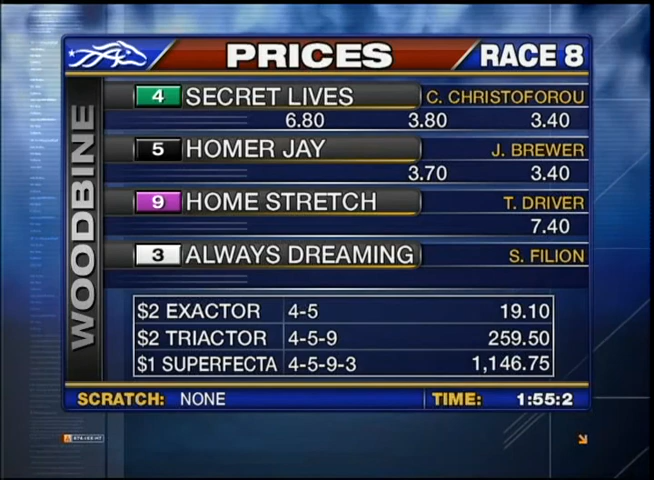 PRICES RACE 8
WOODBINE
4 SECRET LIVES C. CHRISTOFOROU
6.80 3.80 3.40
5 HOMER JAY J. BREWER
3.70 3.40
9 HOME STRETCH T. DRIVER
7.40
3 ALWAYS DREAMING S. FILION
$2 EXACTOR 4-5 19.10
$2 TRIACTOR 4-5-9 259.50
$1 SUPERFECTA 4-5-9-3 1,146.75
SCRATCH: NONE TIME: 1:55:2